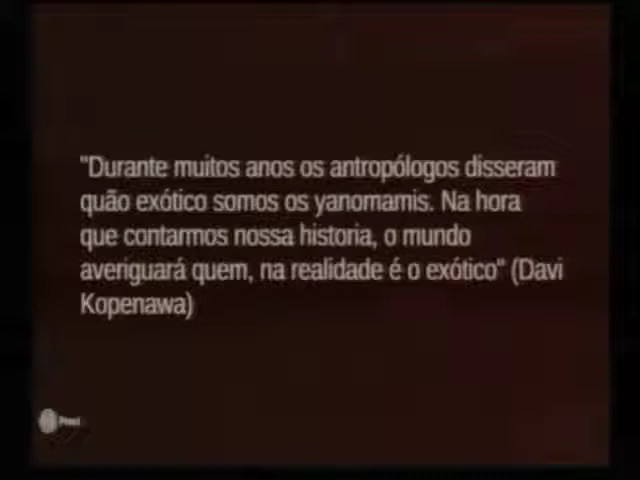 "Durante muitos anos os antropólogos disseram
quão exótico somos os yanomamis. Na hora
que contarmos nossa historia, o mundo
averiguará quem, na realidade é o exótico" (Davi
Kopenawa)